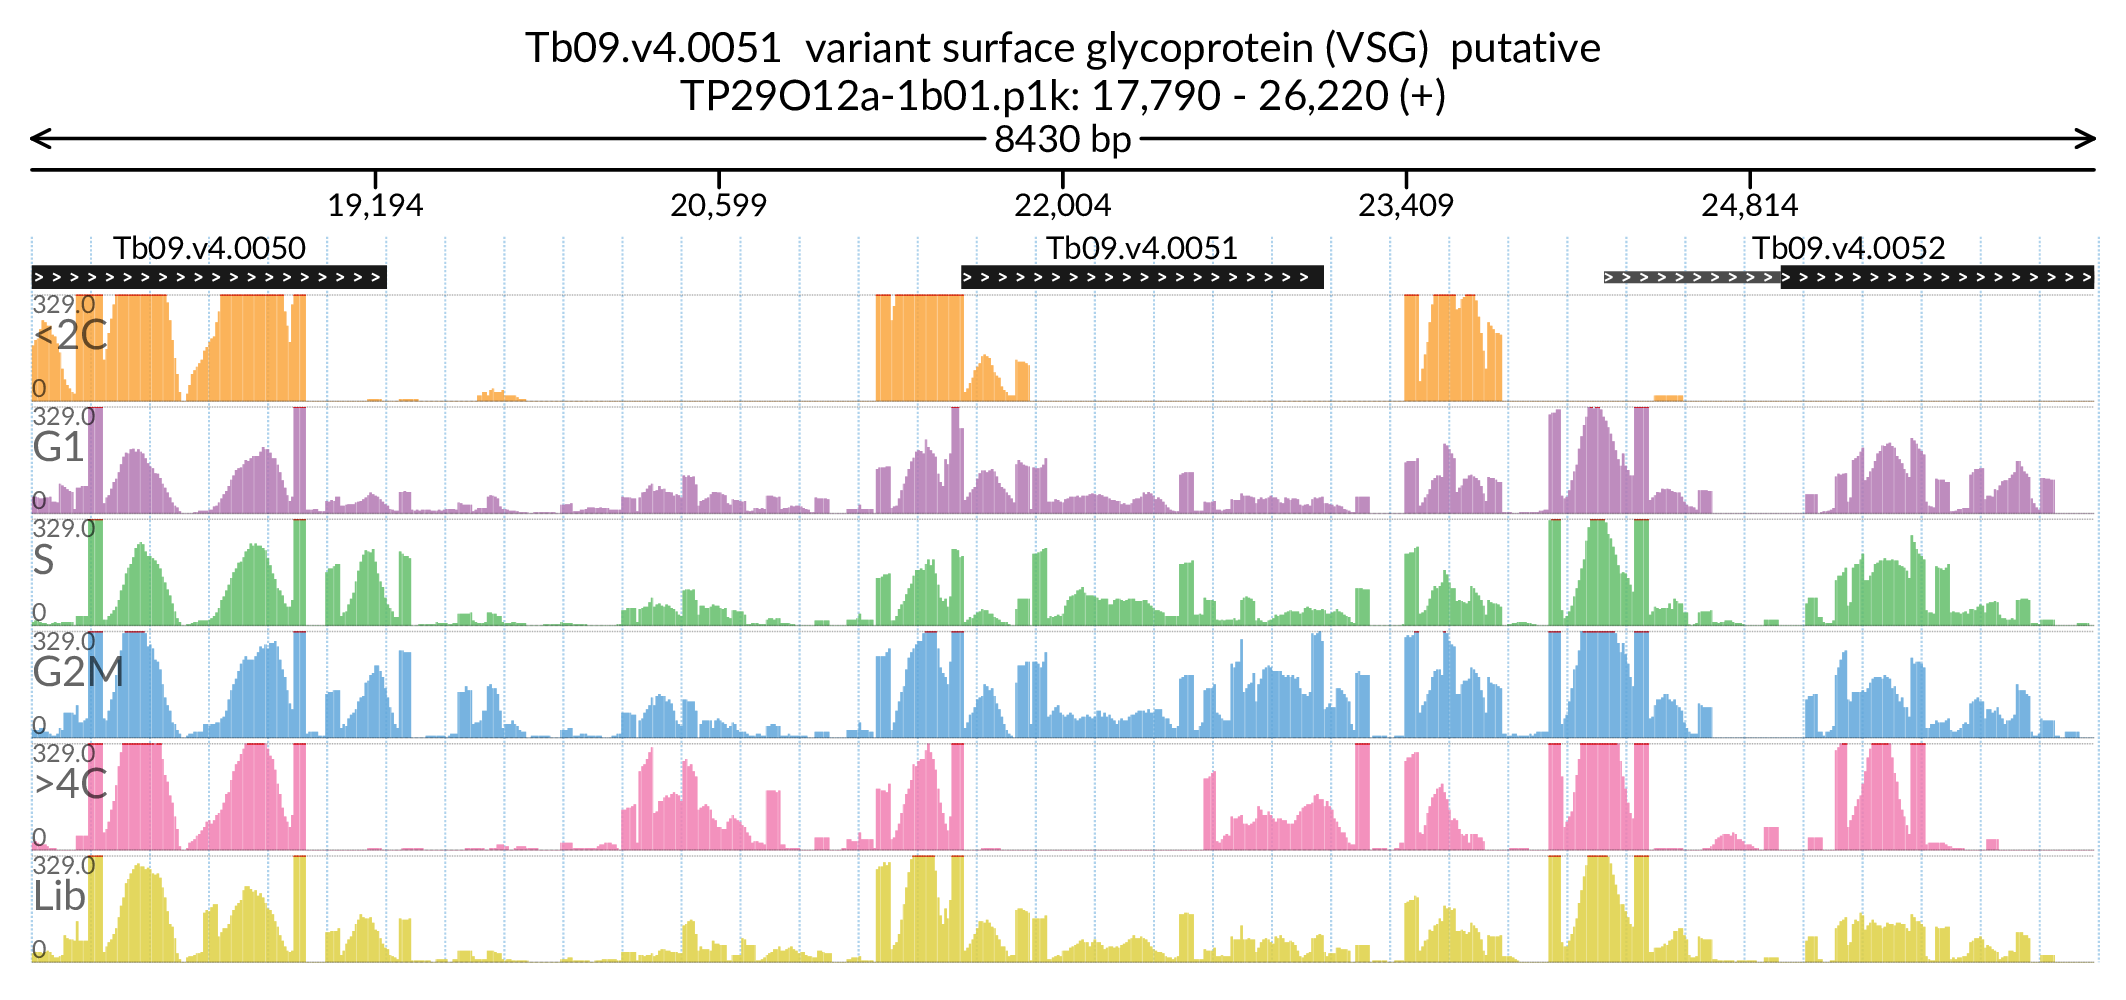 Tb09.v4.0051 variant surface glycoprotein (VSG) putative
TP29O12a-1b01.p1k: 17,790 - 26,220 (+)
8430 bp
19,194 20,599 22,004 23,409 24,814
Tb09.v4.0050 Tb09.v4.0051 Tb09.v4.0052
329.0
<2C
0
329.0
G1
0
329.0
S
0
329.0
G2M
0
329.0
>4C
0
329.0
Lib
0